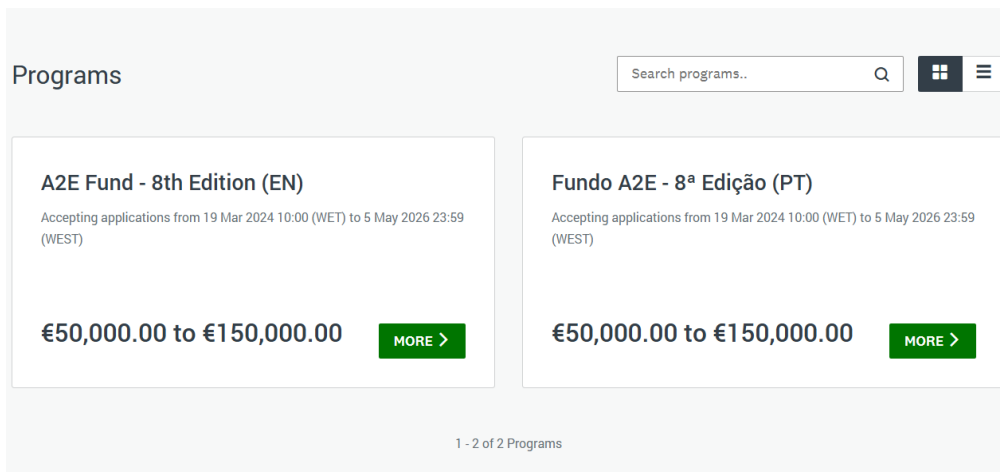 Programs
Search programs..
A2E Fund - 8th Edition (EN)
Accepting applications from 19 Mar 2024 10:00 (WET) to 5 May 2026 23:59
(WEST)
€50,000.00 to €150,000.00
MORE
Fundo A2E - 8ª Edição (PT)
Accepting applications from 19 Mar 2024 10:00 (WET) to 5 May 2026 23:59
(WEST)
€50,000.00 to €150,000.00
MORE
1 - 2 of 2 Programs